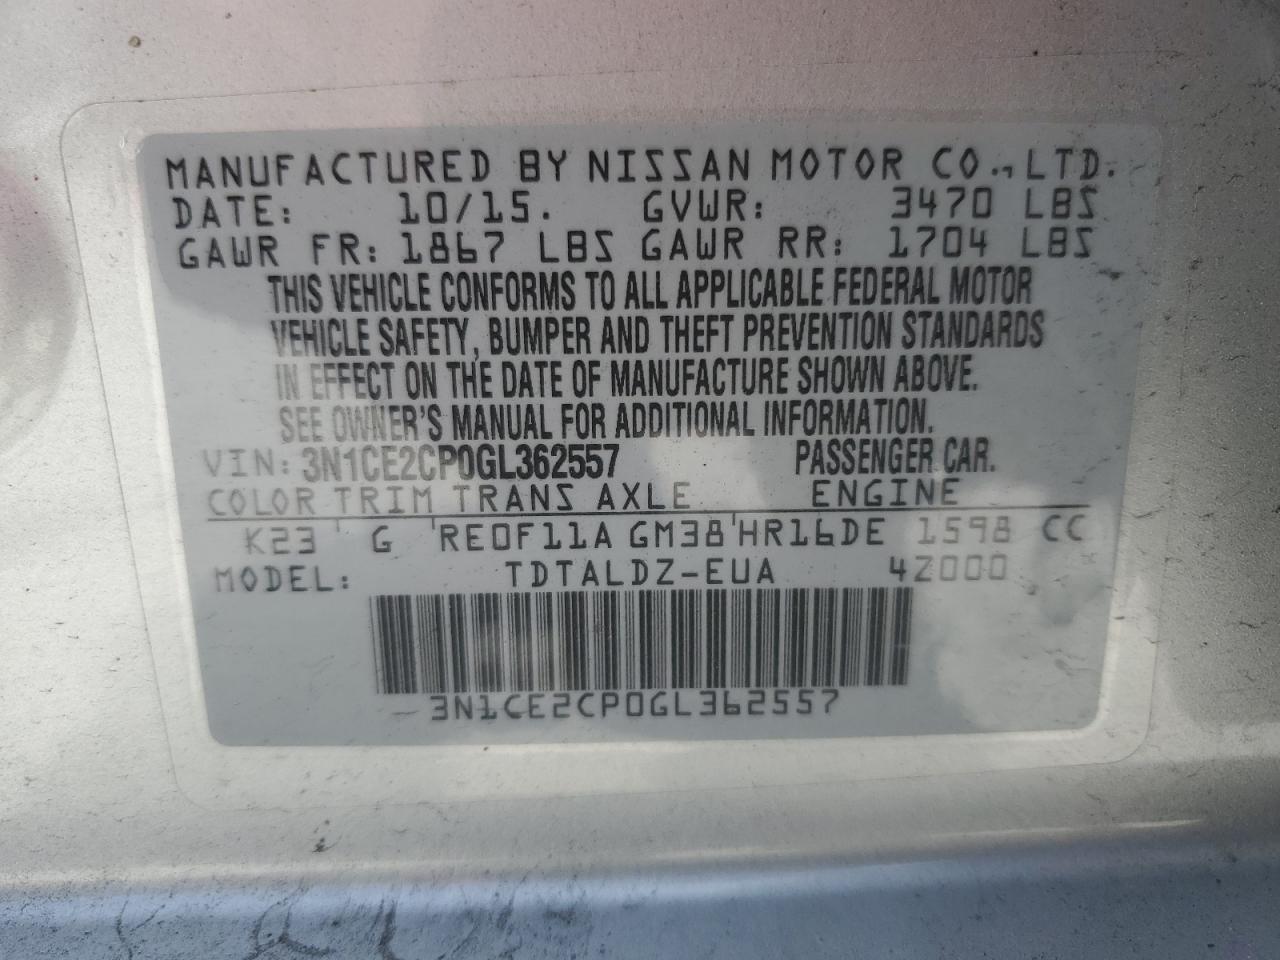 MANUFACTURED BY NISSAN MOTOR CO., LTD.
DATE: 10/15. GVWR: 3470 LBS
GAWR FR: 1867 LBS GAWR RR: 1704 LBS
THIS VEHICLE CONFORMS TO ALL APPLICABLE FEDERAL MOTOR
VEHICLE SAFETY, BUMPER AND THEFT PREVENTION STANDARDS
IN EFFECT ON THE DATE OF MANUFACTURE SHOWN ABOVE.
SEE OWNER'S MANUAL FOR ADDITIONAL INFORMATION.
VIN: 3N1CE2CP0GL362557 PASSENGER CAR.
COLOR TRIM TRANS AXLE ENGINE
K23 G RE0F11A GM38 HR16DE 1598 CC
MODEL: TDTALDZ-EUA 42000
3N1CE2CP0GL362557